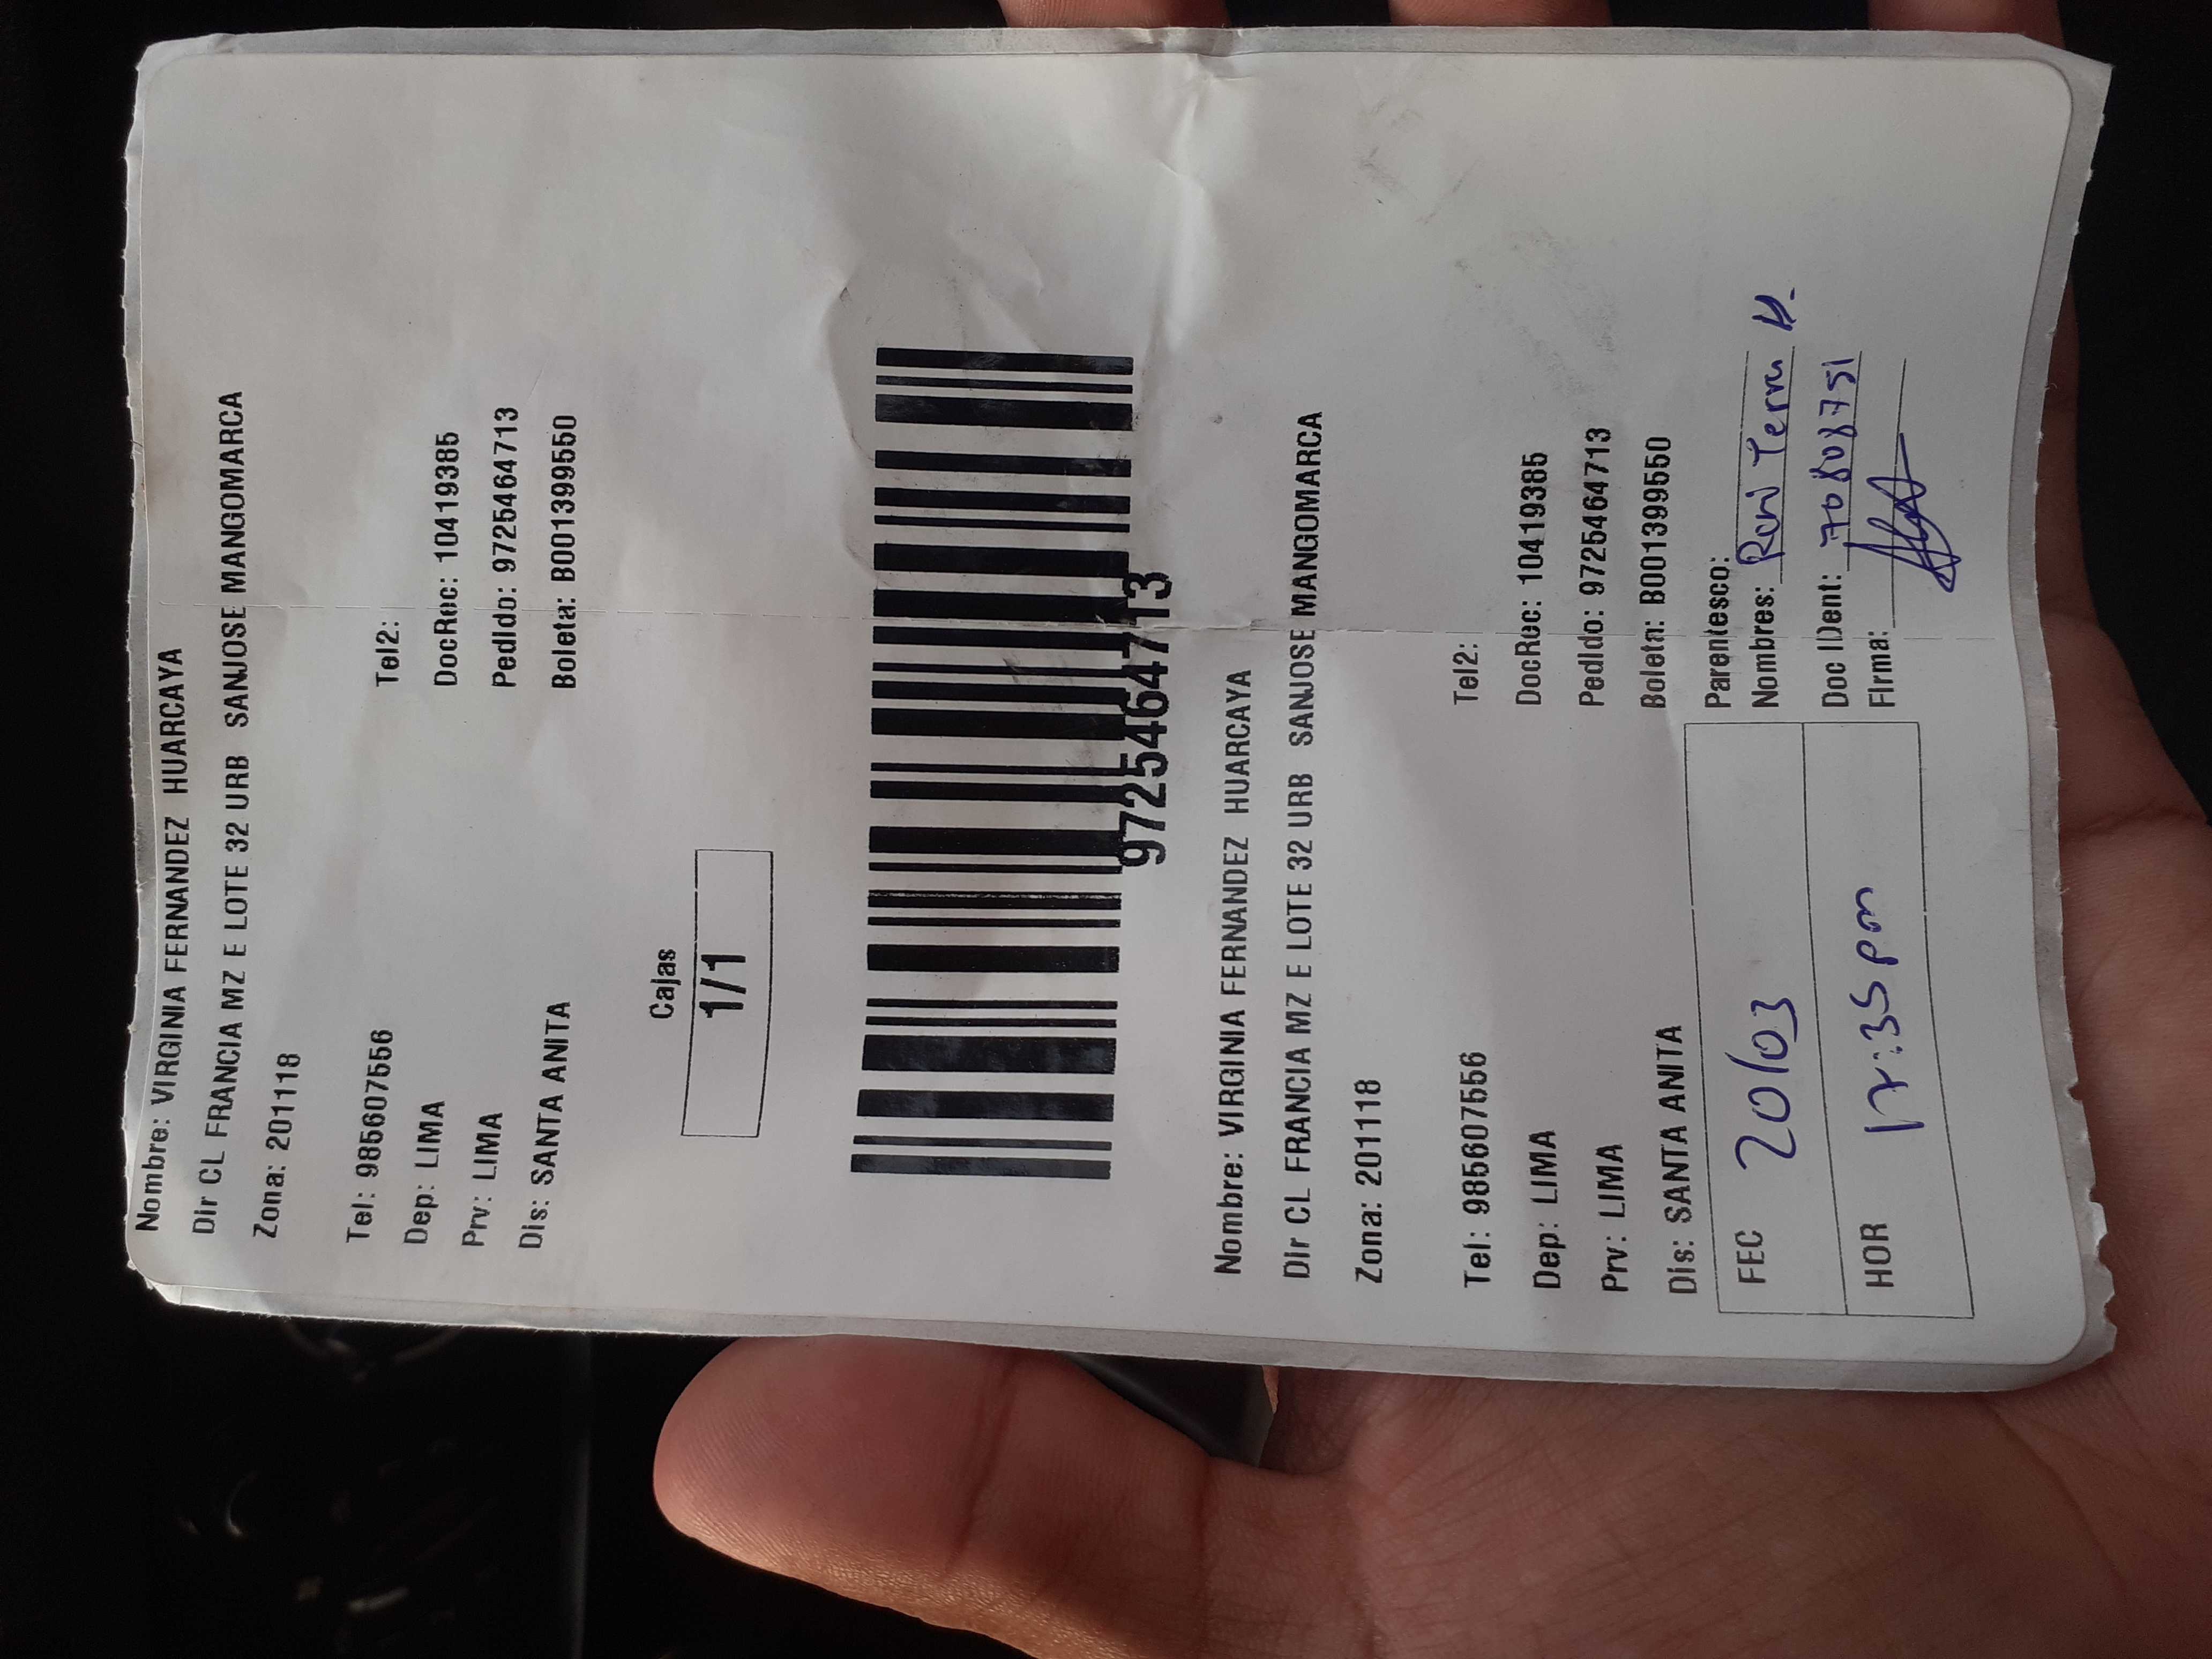 Nombre: VIRGINIA FERNANDEZ HUARCAYA
Dir CL FRANCIA MZ E LOTE 32 URB SANJOSE MANGOMARCA
Zona: 201118
Tel: 985607556 Tel2:
Dep: LIMA DocRec: 10419385
Prv: LIMA Pedido: 9725464713
Dis: SANTA ANITA Boleta: B001399550
Cajas
1/1
9725464713
Nombre: VIRGINIA FERNANDEZ HUARCAYA
Dir CL FRANCIA MZ E LOTE 32 URB SANJOSE MANGOMARCA
Zona: 201118
Tel: 985607556 Tel2:
Dep: LIMA DocRec: 10419385
Prv: LIMA Pedido: 9725464713
Dis: SANTA ANITA Boleta: B001399550
FEC 20/03 Parentesco:
Nombres:
HOR 17:35 pm Doc IDent: 70808751
Firma: